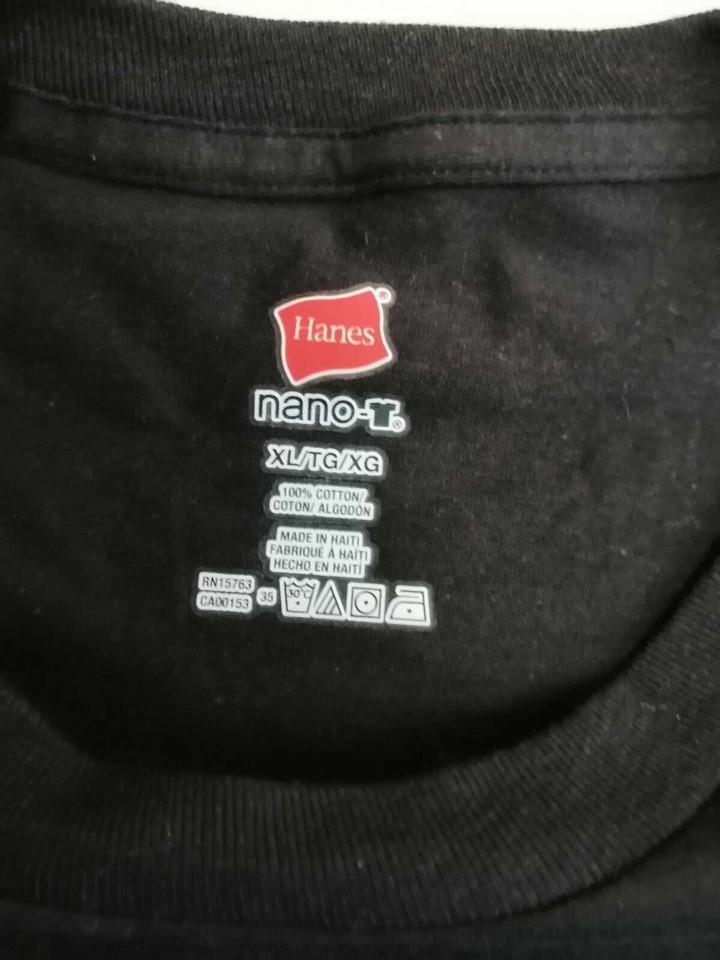 Hanes®
nano-T®
XL/TG/XG
100% COTTON/
COTON/ ALGODÓN
MADE IN HAITI
FABRIQUÉ À HAÏTI
HECHO EN HAITÍ
RN15763
CA00153
35
30°C